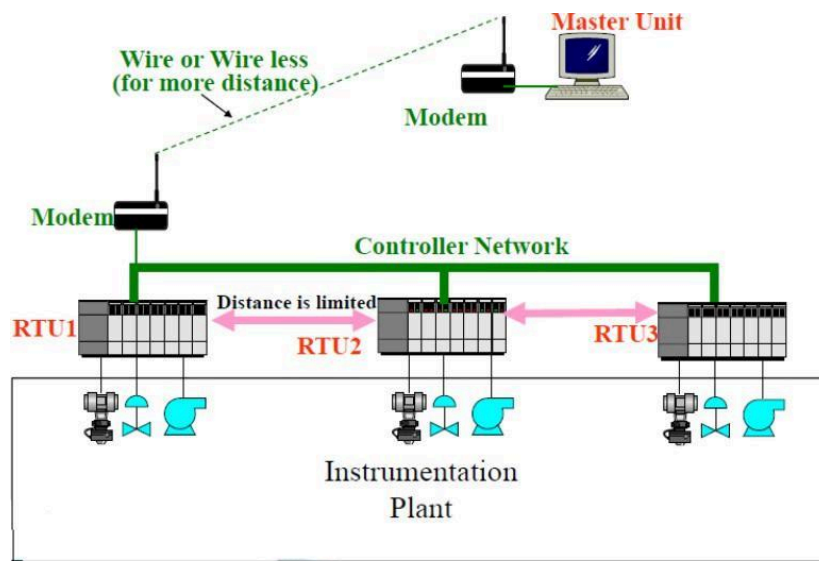 Master Unit
Wire or Wire less
(for more distance)
Modem
Modem
Controller Network
Distance is limited
RTU1
RTU2
RTU3
Instrumentation
Plant